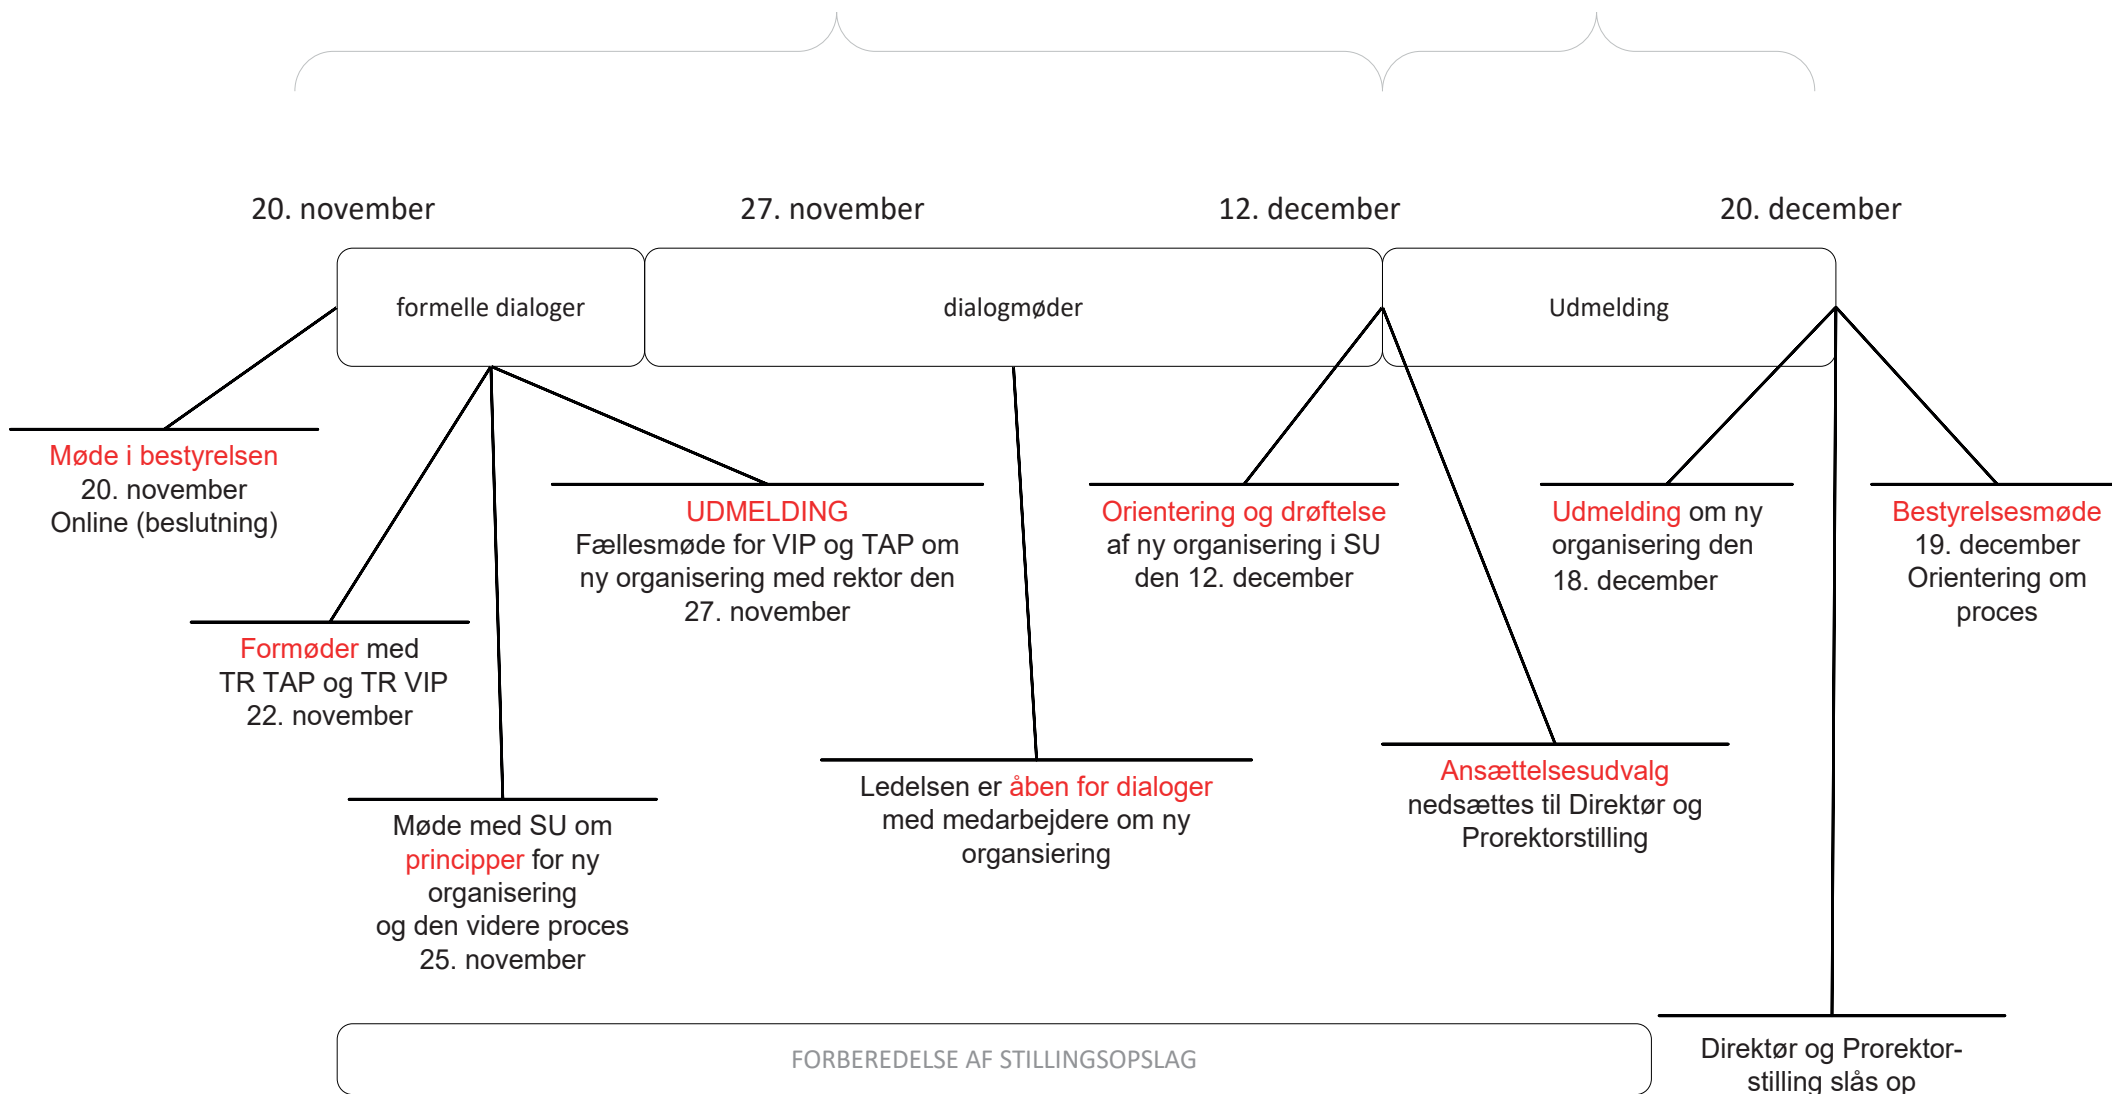 20. november
27. november
12. december
20. december
formelle dialoger
dialogmøder
Udmelding
Møde i bestyrelsen
20. november
Online (beslutning)
Formøder med
TR TAP og TR VIP
22. november
Møde med SU om
principper for ny
organisering
og den videre proces
25. november
UDMELDING
Fællesmøde for VIP og TAP om
ny organisering med rektor den
27. november
Ledelsen er åben for dialoger
med medarbejdere om ny
organsiering
Orientering og drøftelse
af ny organisering i SU
den 12. december
Ansættelsesudvalg
nedsættes til Direktør og
Prorektorstilling
Udmelding om ny
organisering den
18. december
Bestyrelsesmøde
19. december
Orientering om
proces
Direktør og Prorektor-
stilling slås op
FORBEREDELSE AF STILLINGSOPSLAG